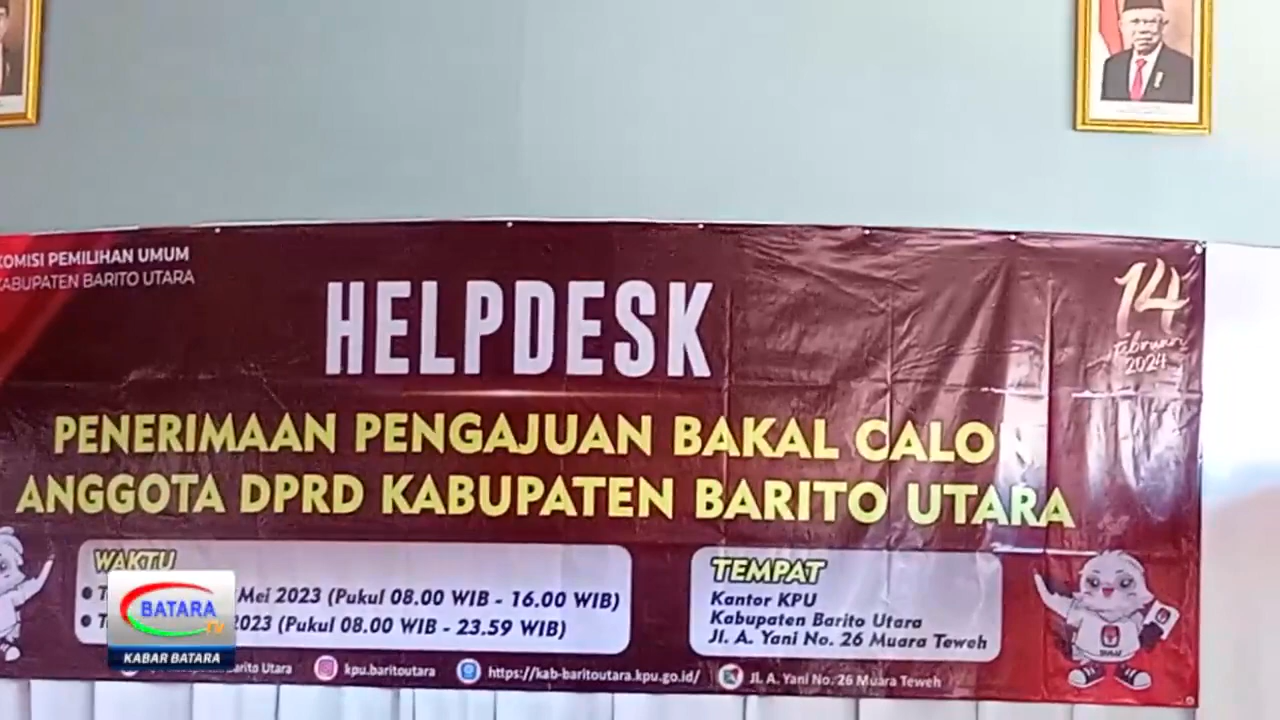 KOMISI PEMILIHAN UMUM
KABUPATEN BARITO UTARA
14
Februari
2024
HELPDESK
PENERIMAAN PENGAJUAN BAKAL CALON
ANGGOTA DPRD KABUPATEN BARITO UTARA
WAKTU
Mei 2023 (Pukul 08.00 WIB - 16.00 WIB)
2023 (Pukul 08.00 WIB - 23.59 WIB)
TEMPAT
Kantor KPU
Kabupaten Barito Utara
Jl. A. Yani No. 26 Muara Teweh
Barito Utara
kpu.baritoutara
https://kab-baritoutara.kpu.go.id/
Jl. A. Yani No. 26 Muara Teweh
BATARA
TV
KABAR BATARA